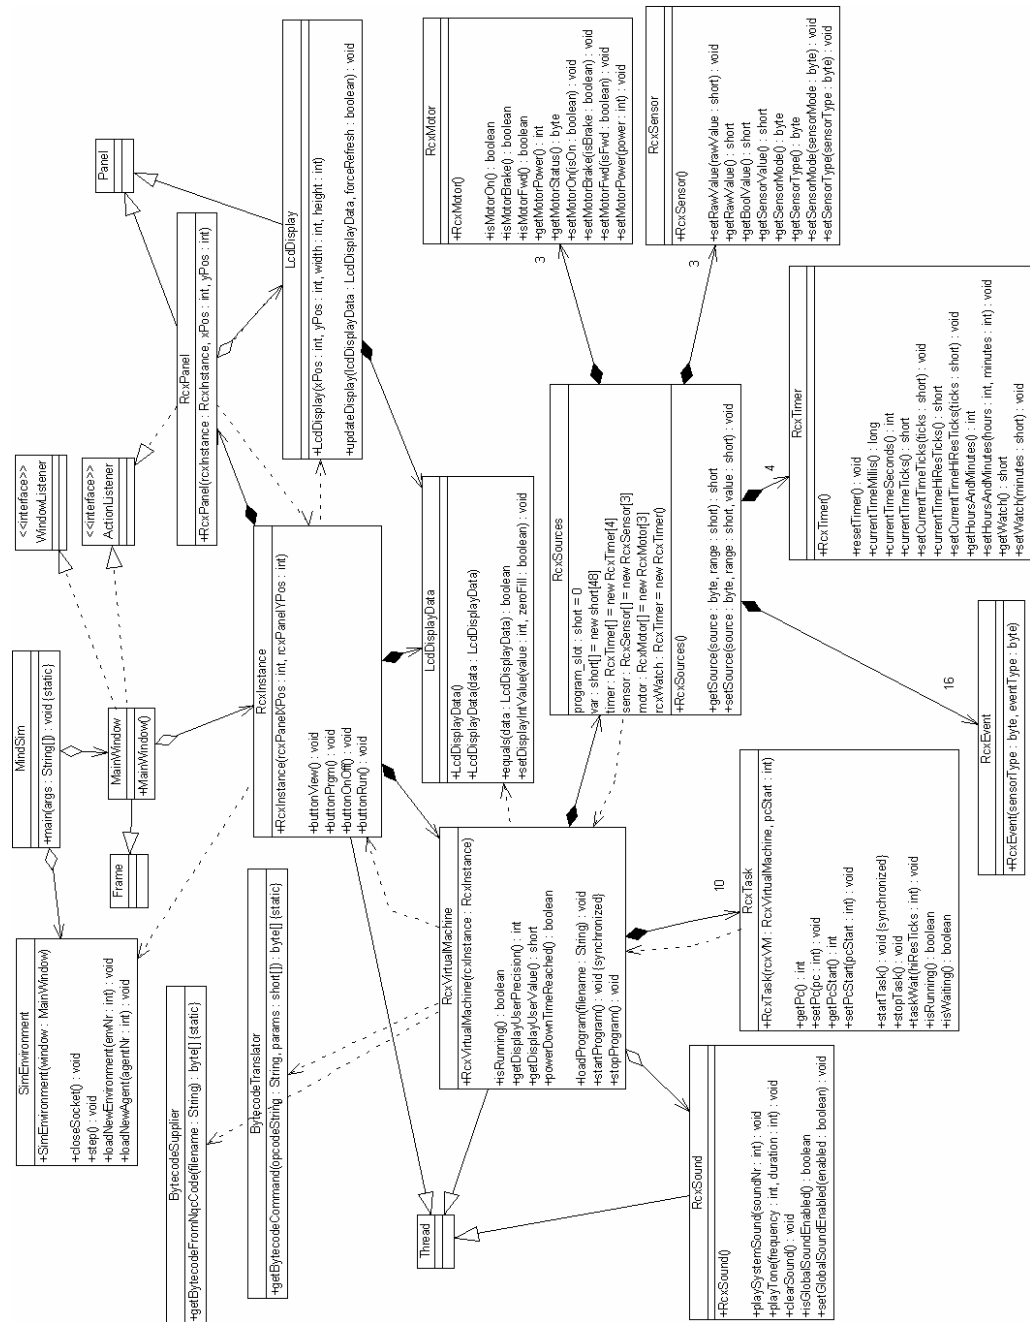 MindSim
+main(args : String[]) : void {static}
<<interface>>
WindowListener
<<interface>>
ActionListener
Panel
RcxPanel
+RcxPanel(rcxInstance : RcxInstance, xPos : int, yPos : int)
LcdDisplay
+LcdDisplay(xPos : int, yPos : int, width : int, height : int)
+updateDisplay(lcdDisplayData : LcdDisplayData, forceRefresh : boolean) : void
MainWindow
+MainWindow()
Frame
SimEnvironment
+SimEnvironment(window : MainWindow)
+closeSocket() : void
+step() : void
+loadNewEnvironment(envNr : int) : void
+loadNewAgent(agentNr : int) : void
RcxInstance
+RcxInstance(rcxPanelXPos : int, rcxPanelYPos : int)
+buttonView() : void
+buttonPrgm() : void
+buttonOnOff() : void
+buttonRun() : void
BytecodeSupplier
+getBytecodeFromNqcCode(filename : String) : byte[] {static}
BytecodeTranslator
+getBytecodeCommand(opcodeString : String, params : short[]) : byte[] {static}
LcdDisplayData
+LcdDisplayData()
+LcdDisplayData(data : LcdDisplayData)
+equals(data : LcdDisplayData) : boolean
+setDisplayIntValue(value : int, zeroFill : boolean) : void
RcxVirtualMachine
+RcxVirtualMachine(rcxInstance : RcxInstance)
+isRunning() : boolean
+getDisplayUserPrecision() : int
+getDisplayUserValue() : short
+powerDownTimeReached() : boolean
+loadProgram(filename : String) : void
+startProgram() : void {synchronized}
+stopProgram() : void
Thread
RcxMotor
+RcxMotor()
+isMotorOn() : boolean
+isMotorBrake() : boolean
+isMotorFwd() : boolean
+getMotorPower() : int
+getMotorStatus() : byte
+setMotorOn(isOn : boolean) : void
+setMotorBrake(isBrake : boolean) : void
+setMotorFwd(isFwd : boolean) : void
+setMotorPower(power : int) : void
3
RcxSources
program_slot : short = 0
var : short[] = new short[48]
timer : RcxTimer[] = new RcxTimer[4]
sensor : RcxSensor[] = new RcxSensor[3]
motor : RcxMotor[] = new RcxMotor[3]
rcxWatch : RcxTimer = new RcxTimer()
+RcxSources()
+getSource(source : byte, range : short) : short
+setSource(source : byte, range : short, value : short) : void
RcxSensor
+RcxSensor()
+setRawValue(rawValue : short) : void
+getRawValue() : short
+getBoolValue() : short
+getSensorValue() : short
+getSensorMode() : byte
+getSensorType() : byte
+setSensorMode(sensorMode : byte) : void
+setSensorType(sensorType : byte) : void
3
RcxTimer
+RcxTimer()
+resetTimer() : void
+currentTimeMillis() : long
+currentTimeSeconds() : int
+currentTimeTicks() : short
+setCurrentTimeTicks(ticks : short) : void
+currentTimeHiResTicks() : short
+setCurrentTimeHiResTicks(ticks : short) : void
+getHoursAndMinutes() : int
+setHoursAndMinutes(hours : int, minutes : int) : void
+getWatch() : short
+setWatch(minutes : short) : void
4
RcxTask
+RcxTask(rcxVM : RcxVirtualMachine, pcStart : int)
+getPc() : int
+setPc(pc : int) : void
+getPcStart() : int
+setPcStart(pcStart : int) : void
+startTask() : void {synchronized}
+stopTask() : void
+taskWait(hiResTicks : int) : void
+isRunning() : boolean
+isWaiting() : boolean
10
RcxSound
+RcxSound()
+playSystemSound(soundNr : int) : void
+playTone(frequency : int, duration : int) : void
+clearSound() : void
+isGlobalSoundEnabled() : boolean
+setGlobalSoundEnabled(enabled : boolean) : void
RcxEvent
+RcxEvent(sensorType : byte, eventType : byte)
16